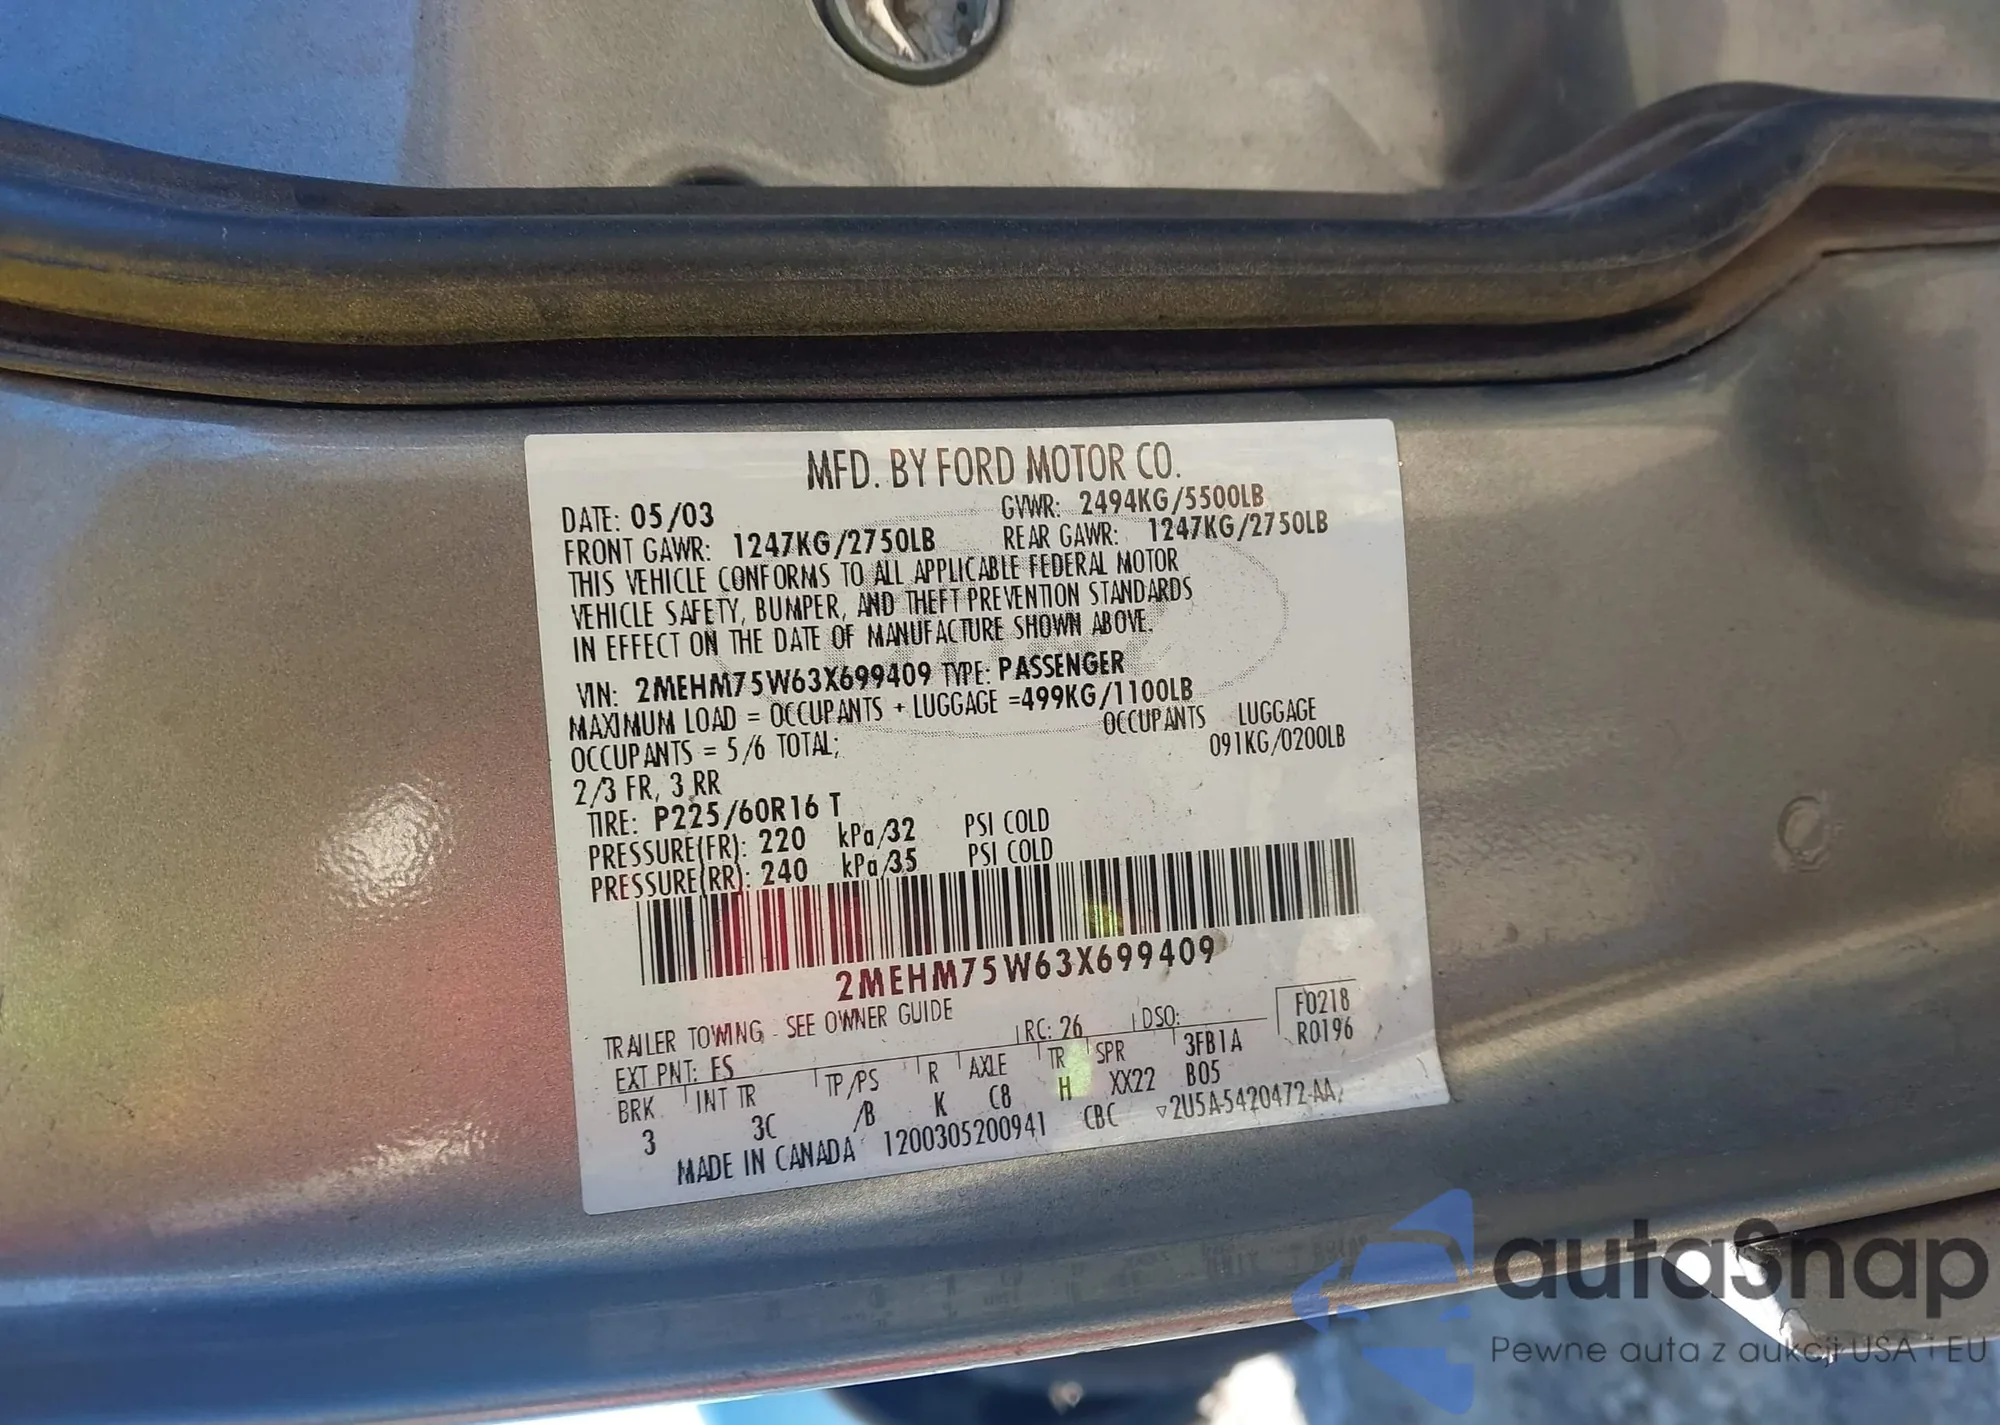 MFD. BY FORD MOTOR CO.
DATE: 05/03 GVWR: 2494KG/5500LB
FRONT GAWR: 1247KG/2750LB REAR GAWR: 1247KG/2750LB
THIS VEHICLE CONFORMS TO ALL APPLICABLE FEDERAL MOTOR
VEHICLE SAFETY, BUMPER, AND THEFT PREVENTION STANDARDS
IN EFFECT ON THE DATE OF MANUFACTURE SHOWN ABOVE.
VIN: 2MEHM75W63X699409 TYPE: PASSENGER
MAXIMUM LOAD = OCCUPANTS + LUGGAGE =499KG/1100LB
OCCUPANTS = 5/6 TOTAL; OCCUPANTS LUGGAGE
2/3 FR, 3 RR 091KG/0200LB
TIRE: P225/60R16 T
PRESSURE(FR): 220 kPa/32 PSI COLD
PRESSURE(RR): 240 kPa/35 PSI COLD
2MEHM75W63X699409
TRAILER TOWING - SEE OWNER GUIDE
EXT PNT: FS RC: 26 DSO: F0218
R0196
BRK INT TR TP/PS R AXLE TR SPR 3FB1A
3 3C /B K C8 H XX22 B05
MADE IN CANADA 1200305200941 CBC ▽2U5A-5420472-AA
autaSnap
Pewne auta z aukcji USA i EU